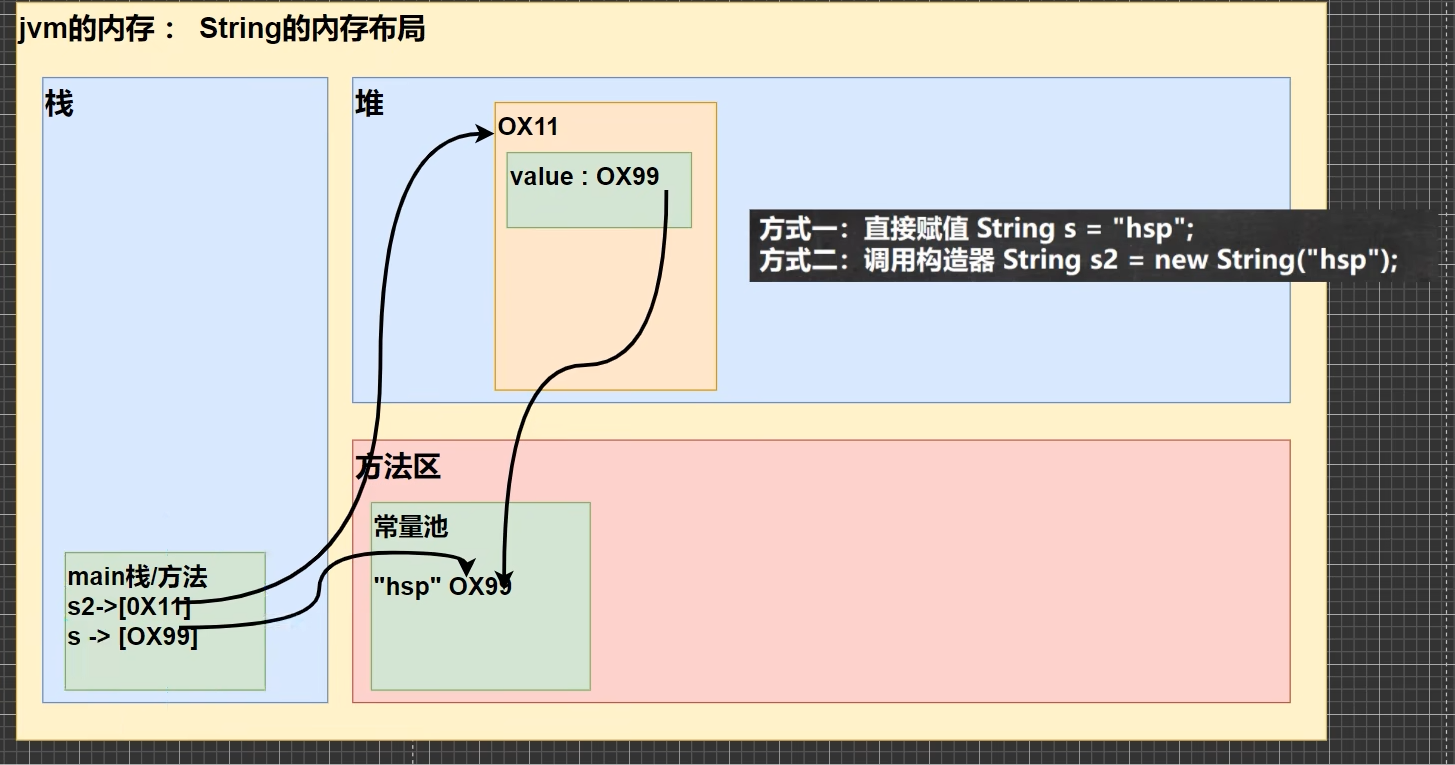 jvm的内存： String的内存布局
栈
堆
OX11
value : OX99
方式一：直接赋值 String s = "hsp";
方式二：调用构造器 String s2 = new String("hsp");
方法区
常量池
"hsp" OX99
main栈/方法
s2->[0X11]
s -> [OX99]